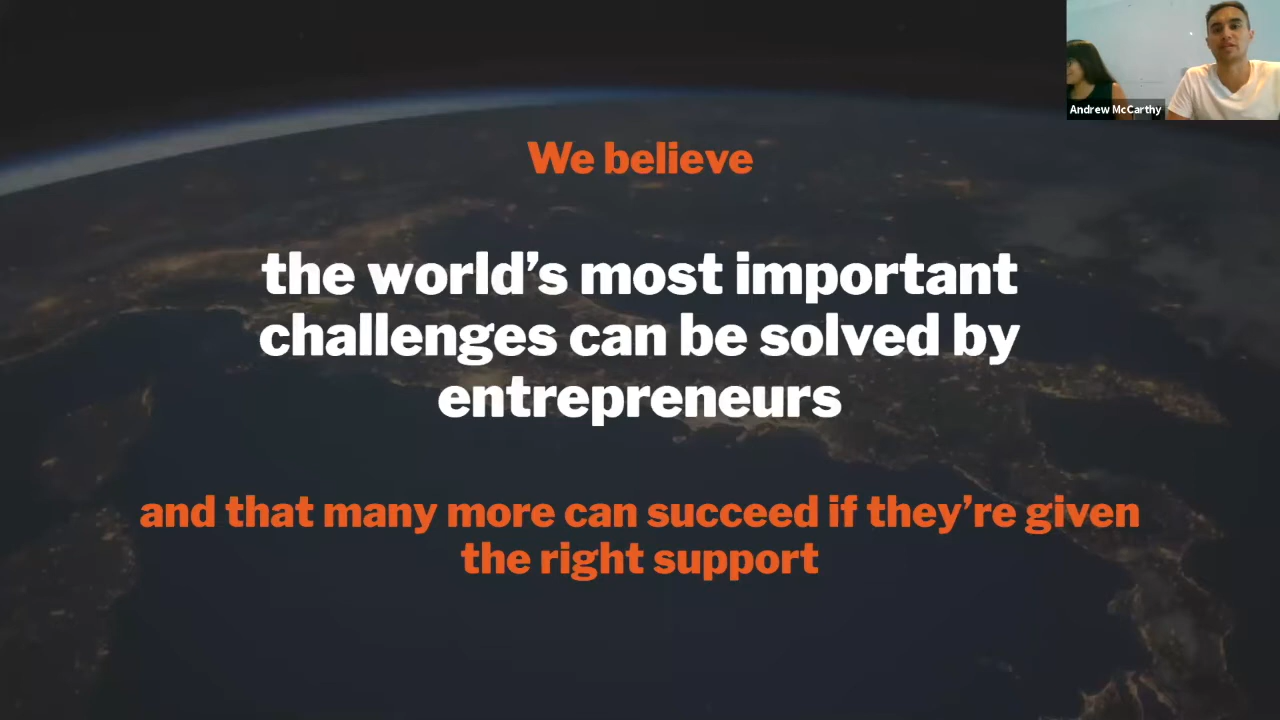 Andrew McCarthy
We believe
the world’s most important
challenges can be solved by
entrepreneurs
and that many more can succeed if they’re given
the right support